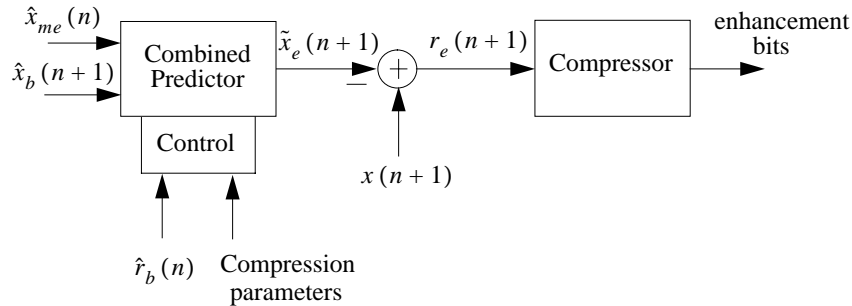 x̂_me(n)
x̂_b(n+1)
Combined
Predictor
Control
x̃_e(n+1)
+
−
r_e(n+1)
x(n+1)
Compressor
enhancement
bits
r̂_b(n)
Compression
parameters